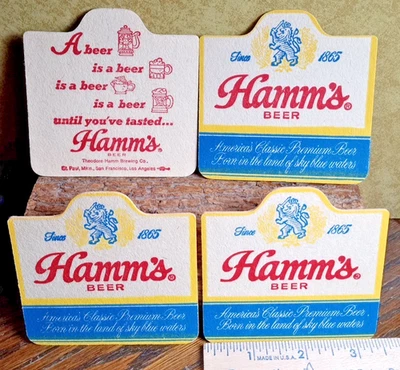 A beer
is a beer
is a beer
is a beer
until you've tasted...
Hamm's
BEER
Theodore Hamm Brewing Co.,
St. Paul, Minn., San Francisco, Los Angeles
Since 1865
Hamm's®
BEER
America's Classic Premium Beer
Born in the land of sky blue waters
Since 1865
Hamm's®
BEER
America's Classic Premium Beer
Born in the land of sky blue waters
Since 1865
Hamm's®
BEER
America's Classic Premium Beer
Born in the land of sky blue waters
1 MADE IN U.S.A. 2 3